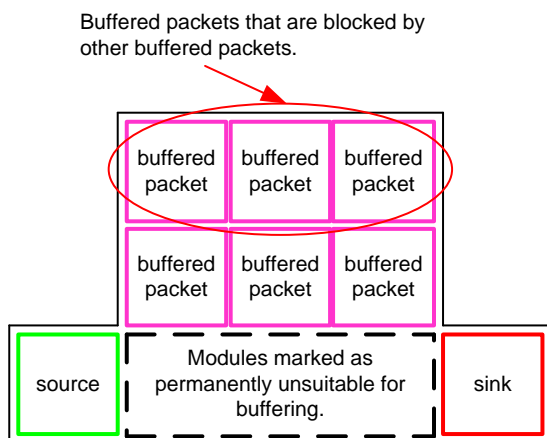 Buffered packets that are blocked by
other buffered packets.
buffered
packet
buffered
packet
buffered
packet
buffered
packet
buffered
packet
buffered
packet
source
Modules marked as
permanently unsuitable for
buffering.
sink